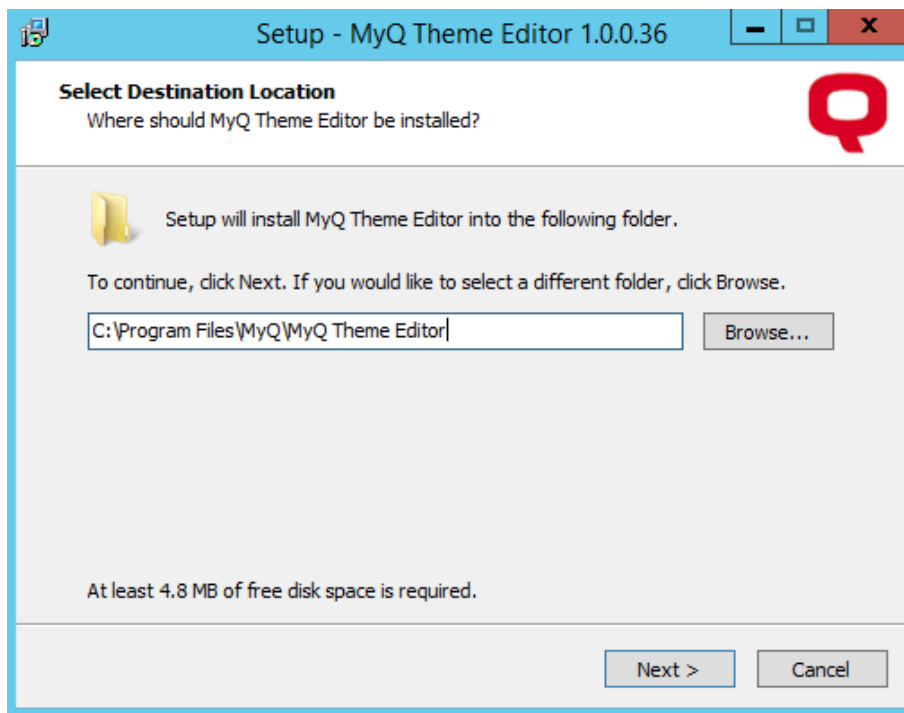 Setup - MyQ Theme Editor 1.0.0.36
Select Destination Location
Where should MyQ Theme Editor be installed?
Setup will install MyQ Theme Editor into the following folder.
To continue, click Next. If you would like to select a different folder, click Browse.
C:\Program Files\MyQ\MyQ Theme Editor
Browse...
At least 4.8 MB of free disk space is required.
Next >
Cancel